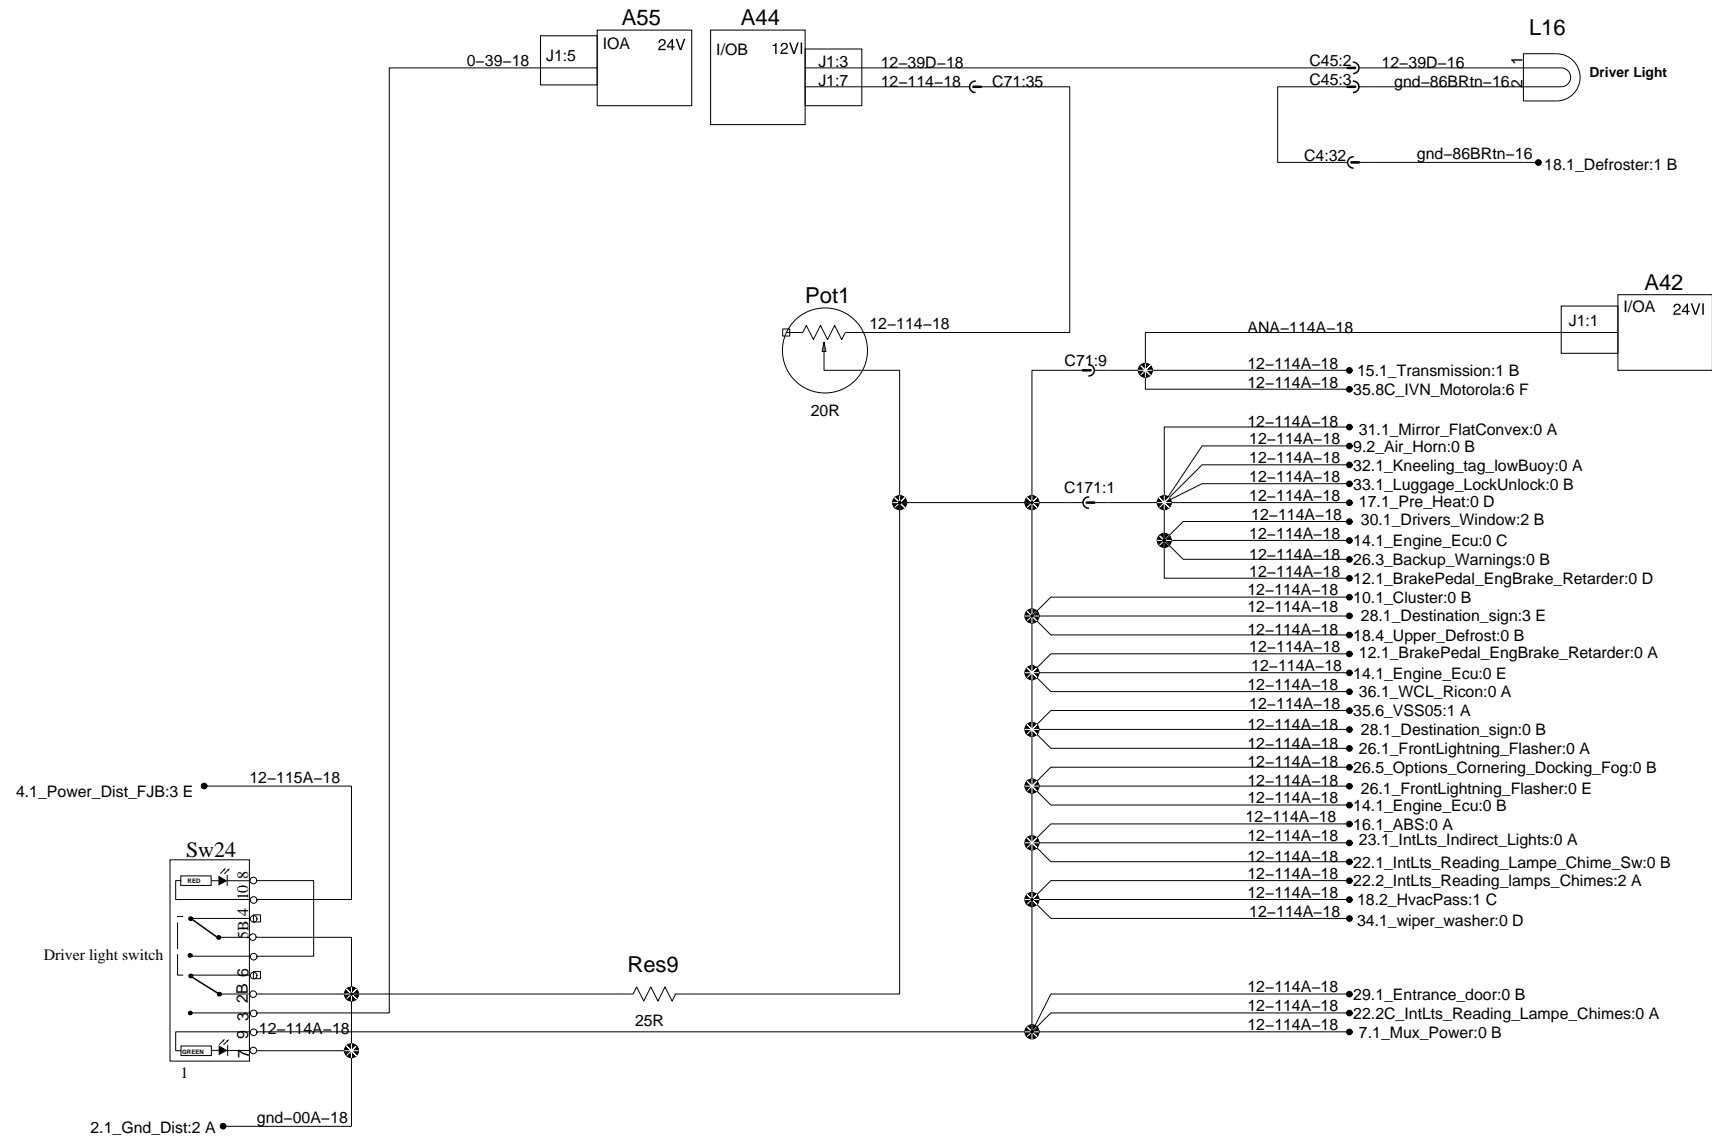 A55
A44
L16
IOA 24V
I/OB 12VI
J1:5
J1:3
J1:7
0-39-18
12-39D-18
12-114-18
C71:35
C45:2
12-39D-16
1
C45:3
gnd-86BRtn-16
2
Driver Light
C4:32
gnd-86BRtn-16
18.1_Defroster:1 B
A42
I/OA 24VI
J1:1
Pot1
12-114-18
20R
ANA-114A-18
C71:9
12-114A-18 15.1_Transmission:1 B
12-114A-18 35.8C_IVN_Motorola:6 F
12-114A-18 31.1_Mirror_FlatConvex:0 A
12-114A-18 9.2_Air_Horn:0 B
12-114A-18 32.1_Kneeling_tag_lowBuoy:0 A
12-114A-18 33.1_Luggage_LockUnlock:0 B
C171:1
12-114A-18 17.1_Pre_Heat:0 D
12-114A-18 30.1_Drivers_Window:2 B
12-114A-18 14.1_Engine_Ecu:0 C
12-114A-18 26.3_Backup_Warnings:0 B
12-114A-18 12.1_BrakePedal_EngBrake_Retarder:0 D
12-114A-18 10.1_Cluster:0 B
12-114A-18 28.1_Destination_sign:3 E
12-114A-18 18.4_Upper_Defrost:0 B
12-114A-18 12.1_BrakePedal_EngBrake_Retarder:0 A
12-114A-18 14.1_Engine_Ecu:0 E
12-114A-18 36.1_WCL_Ricon:0 A
12-114A-18 35.6_VSS05:1 A
12-114A-18 28.1_Destination_sign:0 B
12-114A-18 26.1_FrontLightning_Flasher:0 A
12-114A-18 26.5_Options_Cornering_Docking_Fog:0 B
12-114A-18 26.1_FrontLightning_Flasher:0 E
12-114A-18 14.1_Engine_Ecu:0 B
12-114A-18 16.1_ABS:0 A
12-114A-18 23.1_IntLts_Indirect_Lights:0 A
12-114A-18 22.1_IntLts_Reading_Lampe_Chime_Sw:0 B
12-114A-18 22.2_IntLts_Reading_lamps_Chimes:2 A
12-114A-18 18.2_HvacPass:1 C
12-114A-18 34.1_wiper_washer:0 D
12-114A-18 29.1_Entrance_door:0 B
12-114A-18 22.2C_IntLts_Reading_Lampe_Chimes:0 A
12-114A-18 7.1_Mux_Power:0 B
4.1_Power_Dist_FJB:3 E
12-115A-18
Sw24
RED
8
10
4
5B
Driver light switch
6
2B
3
9
12-114A-18
GREEN
7
1
Res9
25R
2.1_Gnd_Dist:2 A
gnd-00A-18